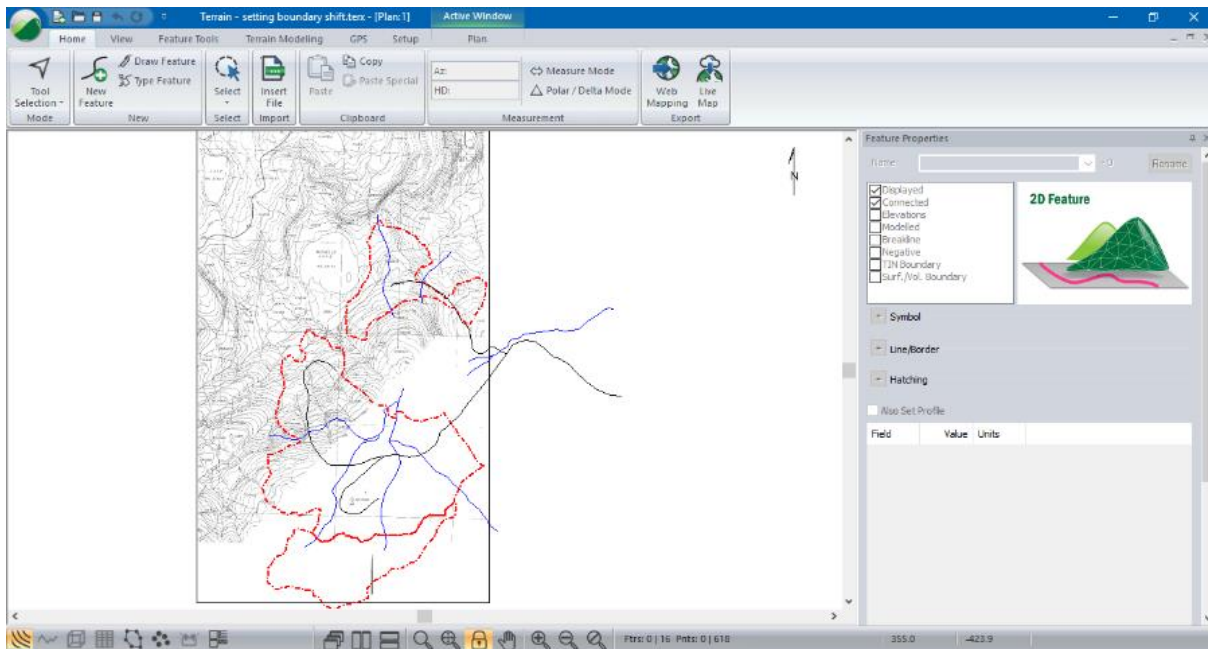 Terrain - setting boundary shift.terx - [Plan:1]
Active Window
Home View Feature Tools Terrain Modeling GPS Setup Plan
Tool Selection
Mode
New Feature
Draw Feature
Type Feature
New
Select
Select
Insert File
Import
Paste
Copy
Paste Special
Clipboard
Az:
HD:
Measure Mode
Polar / Delta Mode
Measurement
Web Mapping
Live Map
Export
N
Feature Properties
Name:
Rename
Displayed
Connected
Elevations
Modelled
Breakline
Negative
TIN Boundary
Surf./Vol. Boundary
2D Feature
Symbol
Line/Border
Hatching
Also Set Profile
Field Value Units
Ftrs: 0 | 16 Pnts: 0 | 618
355.0 -423.9